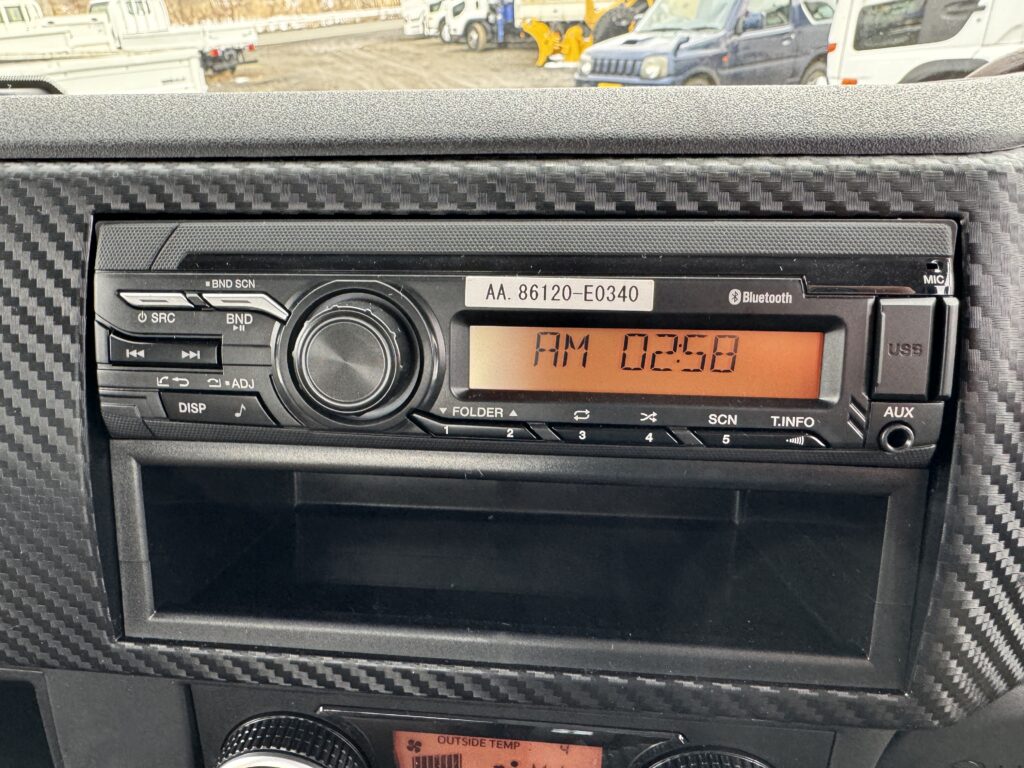 BND SCN
AA. 86120-E0340
MIC
SRC
BND
Bluetooth
AM 02:58
USB
ADJ
DISP
FOLDER
SCN
T.INFO
AUX
1 2 3 4 5
OUTSIDE TEMP